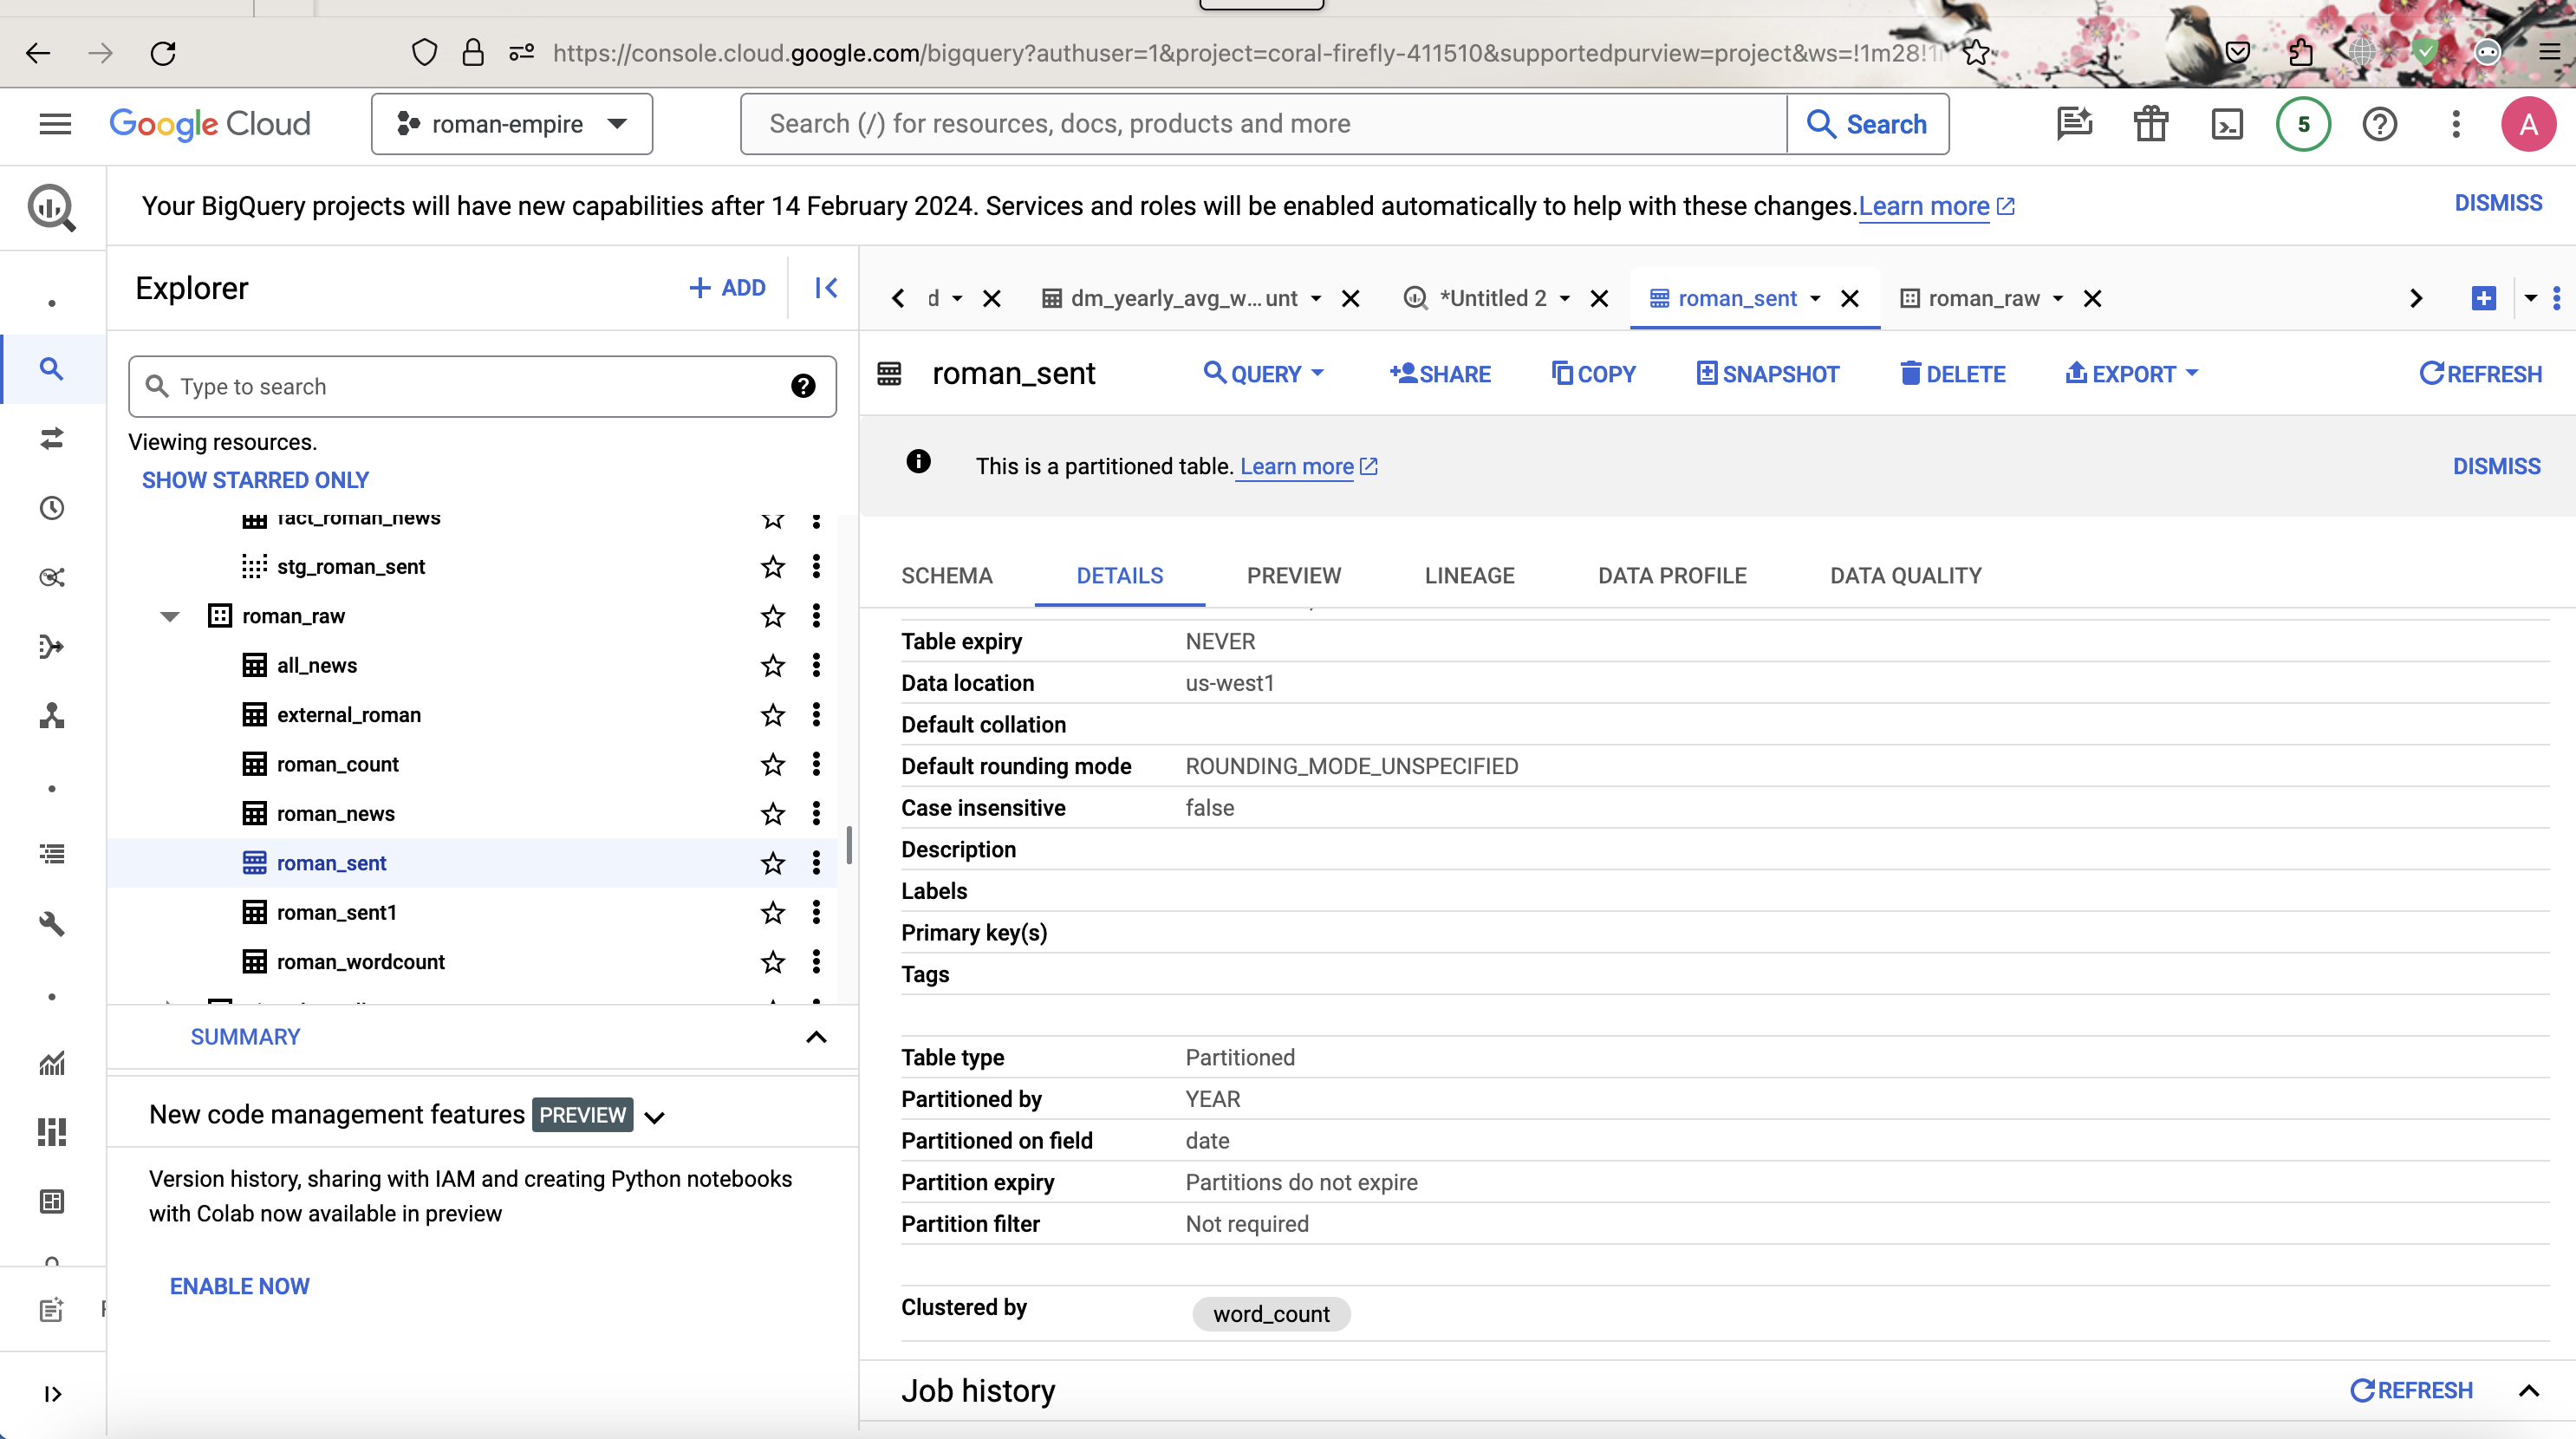 https://console.cloud.google.com/bigquery?authuser=1&project=coral-firefly-411510&supportedpurview=project&ws=!1m28!1
Google Cloud
roman-empire
Search (/) for resources, docs, products and more
Search
5
A
Your BigQuery projects will have new capabilities after 14 February 2024. Services and roles will be enabled automatically to help with these changes. Learn more
DISMISS
Explorer
+ ADD
d
dm_yearly_avg_w... unt
*Untitled 2
roman_sent
roman_raw
Type to search
Viewing resources.
SHOW STARRED ONLY
fact_roman_news
stg_roman_sent
roman_raw
all_news
external_roman
roman_count
roman_news
roman_sent
roman_sent1
roman_wordcount
SUMMARY
New code management features PREVIEW
Version history, sharing with IAM and creating Python notebooks
with Colab now available in preview
ENABLE NOW
roman_sent
QUERY
SHARE
COPY
SNAPSHOT
DELETE
EXPORT
REFRESH
This is a partitioned table. Learn more
DISMISS
SCHEMA
DETAILS
PREVIEW
LINEAGE
DATA PROFILE
DATA QUALITY
Table expiry NEVER
Data location us-west1
Default collation
Default rounding mode ROUNDING_MODE_UNSPECIFIED
Case insensitive false
Description
Labels
Primary key(s)
Tags
Table type Partitioned
Partitioned by YEAR
Partitioned on field date
Partition expiry Partitions do not expire
Partition filter Not required
Clustered by word_count
Job history
REFRESH